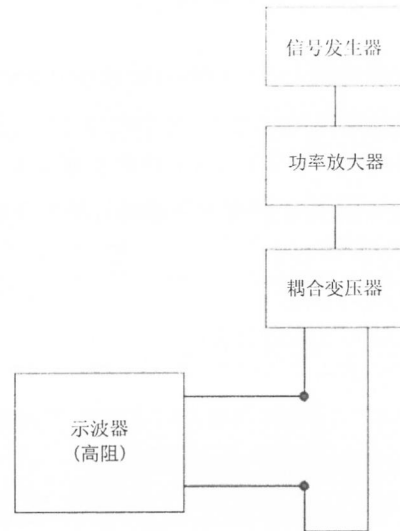 信号发生器
功率放大器
耦合变压器
示波器
(高阻)